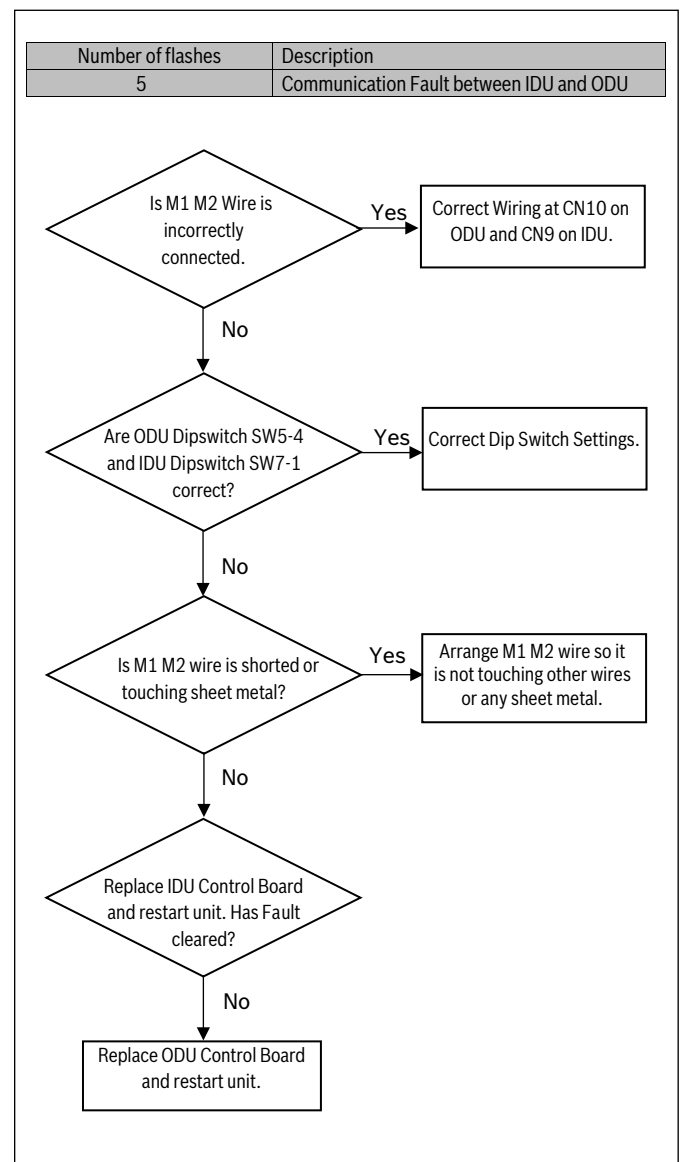 Number of flashes Description
5 Communication Fault between IDU and ODU
Is M1 M2 Wire is
incorrectly
connected.
Yes
Correct Wiring at CN10 on
ODU and CN9 on IDU.
No
Are ODU Dipswitch SW5-4
and IDU Dipswitch SW7-1
correct?
Yes
Correct Dip Switch Settings.
No
Is M1 M2 wire is shorted or
touching sheet metal?
Yes
Arrange M1 M2 wire so it
is not touching other wires
or any sheet metal.
No
Replace IDU Control Board
and restart unit. Has Fault
cleared?
No
Replace ODU Control Board
and restart unit.